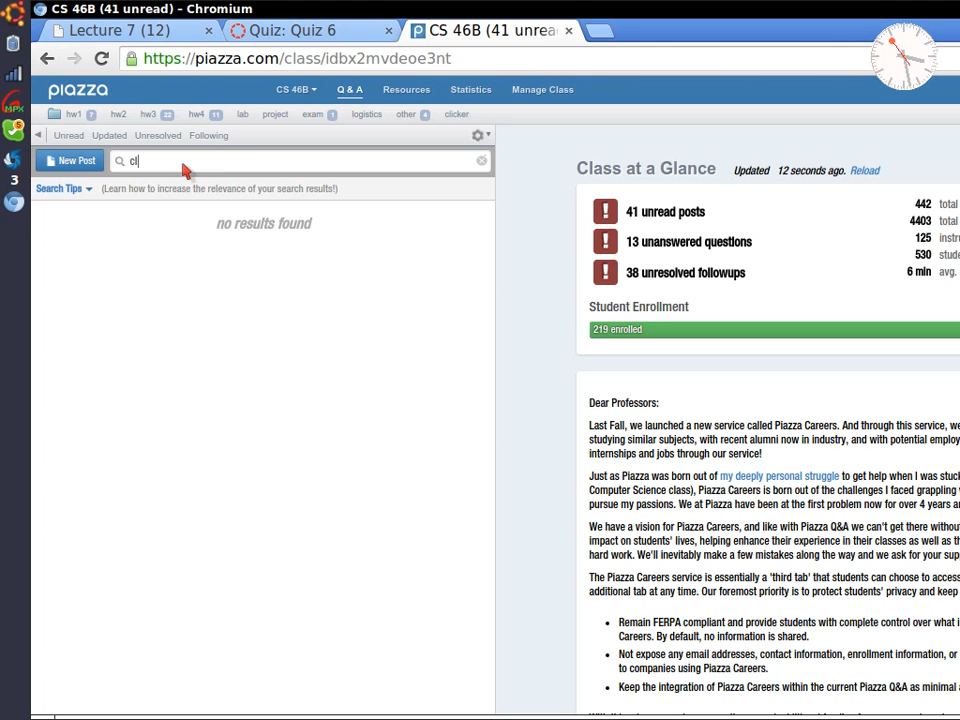 CS 46B (41 unread) – Chromium
Lecture 7 (12) ×
Quiz: Quiz 6 ×
CS 46B (41 unrea ×
https://piazza.com/class/idbx2mvdeoe3nt
MPX
5
3
piazza
CS 46B Q & A Resources Statistics Manage Class
hw1 7 hw2 hw3 22 hw4 11 lab project exam 1 logistics other 4 clicker
Unread Updated Unresolved Following
New Post
cl
Search Tips (Learn how to increase the relevance of your search results!)
no results found
Class at a Glance Updated 12 seconds ago. Reload
! 41 unread posts
! 13 unanswered questions
! 38 unresolved followups
442 total
4403 total
125 instr
530 stude
6 min avg.
Student Enrollment
219 enrolled
Dear Professors:
Last Fall, we launched a new service called Piazza Careers. And through this service, we
studying similar subjects, with recent alumni now in industry, and with potential employ
internships and jobs through our service!
Just as Piazza was born out of my deeply personal struggle to get help when I was stuc
Computer Science class), Piazza Careers is born out of the challenges I faced grappling
pursue my passions. We at Piazza have been at the first problem now for over 4 years a
We have a vision for Piazza Careers, and like with Piazza Q&A we can't get there withou
impact on students' lives, helping enhance their experience in their classes as well as th
hard work. We'll inevitably make a few mistakes along the way and we ask for your sup
The Piazza Careers service is essentially a 'third tab' that students can choose to access
additional tab at any time. Our foremost priority is to protect students' privacy and keep
• Remain FERPA compliant and provide students with complete control over what i
Careers. By default, no information is shared.
• Not expose any email addresses, contact information, enrollment information, or
to companies using Piazza Careers.
• Keep the integration of Piazza Careers within the current Piazza Q&A as minimal